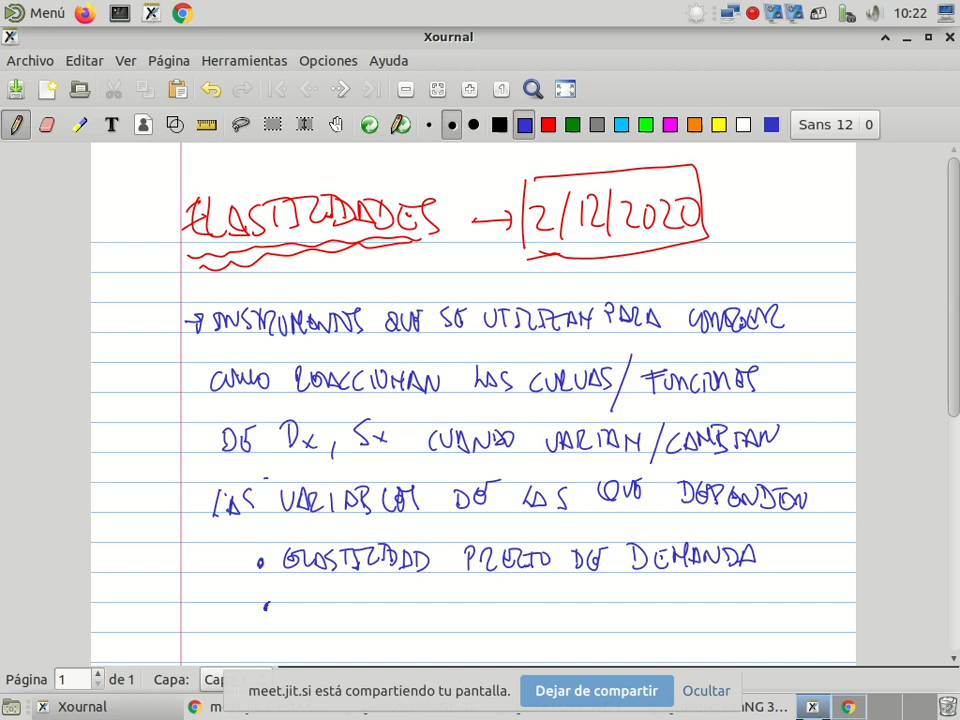 Menú
10:22
Xournal
Archivo Editar Ver Página Herramientas Opciones Ayuda
Sans 12 0
ELASTICIDADES → 2/12/2020
→ INSTRUMENTOS QUE SE UTILIZAN PARA CONOCER
COMO REACCIONAN LAS CURVAS/FUNCIONES
DE Dx, Sx CUANDO VARIAN/CAMBIAN
LAS VARIABLES DE LAS QUE DEPENDEN
• ELASTICIDAD PRECIO DE DEMANDA
•
Página 1 de 1 Capa: Cap
meet.jit.si está compartiendo tu pantalla. Dejar de compartir Ocultar
Xournal